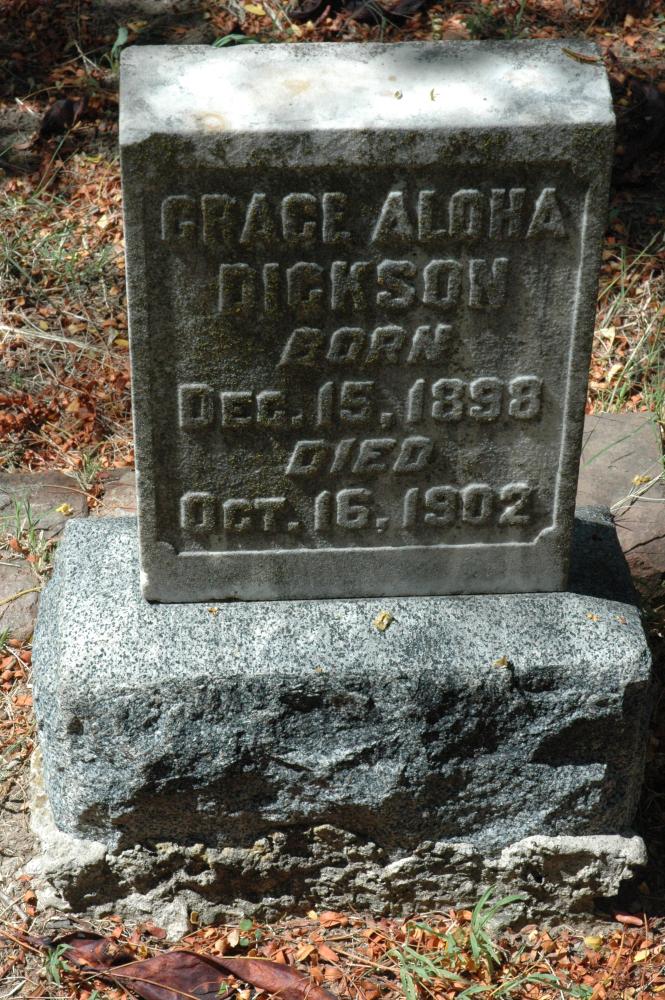 GRACE ALOHA
DICKSON
BORN
DEC. 15, 1898
DIED
OCT. 16, 1902